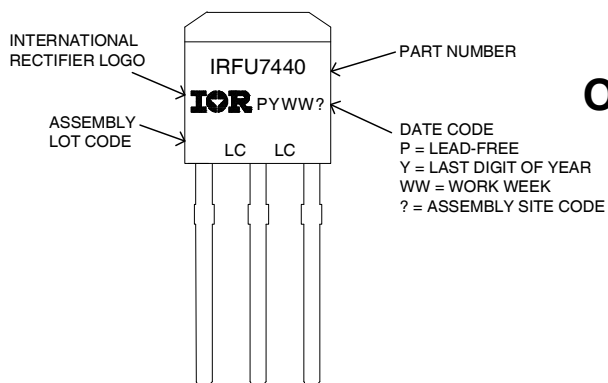 INTERNATIONAL
RECTIFIER LOGO
ASSEMBLY
LOT CODE
IRFU7440
IOR PYWW?
LC LC
PART NUMBER
DATE CODE
P = LEAD-FREE
Y = LAST DIGIT OF YEAR
WW = WORK WEEK
? = ASSEMBLY SITE CODE
O